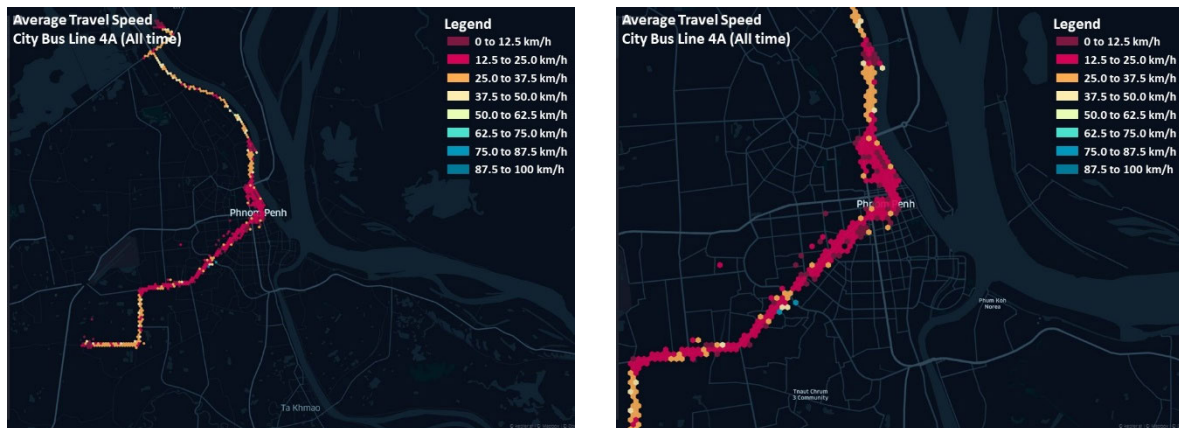 Average Travel Speed
City Bus Line 4A (All time)
Legend
0 to 12.5 km/h
12.5 to 25.0 km/h
25.0 to 37.5 km/h
37.5 to 50.0 km/h
50.0 to 62.5 km/h
62.5 to 75.0 km/h
75.0 to 87.5 km/h
87.5 to 100 km/h
Phnom Penh
Ta Khmao
Average Travel Speed
City Bus Line 4A (All time)
Legend
0 to 12.5 km/h
12.5 to 25.0 km/h
25.0 to 37.5 km/h
37.5 to 50.0 km/h
50.0 to 62.5 km/h
62.5 to 75.0 km/h
75.0 to 87.5 km/h
87.5 to 100 km/h
Phnom Penh
Phum Koh
Norea
Tnaut Chrum
3 Community